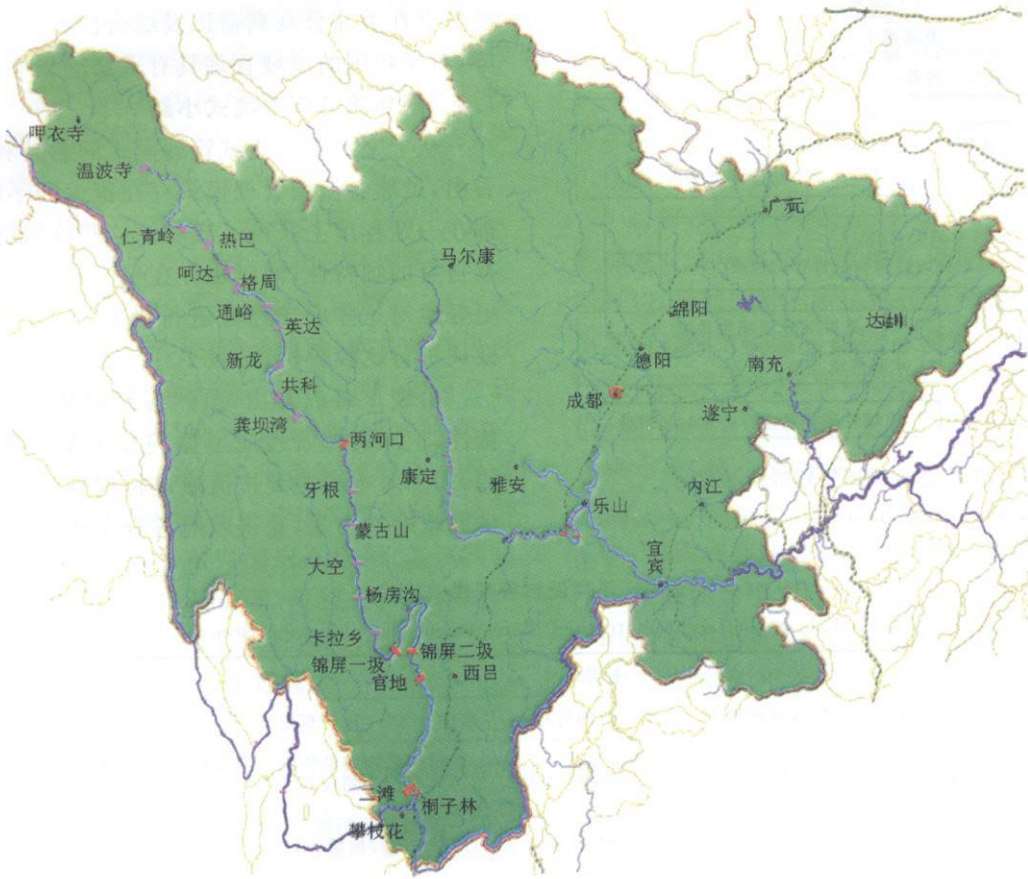 呷衣寺
温波寺
广元
仁青岭
热巴
马尔康
呵达
格周
通峪
绵阳
英达
达川
德阳
新龙
南充
共科
成都
遂宁
龚坝湾
两河口
康定
雅安
牙根
内江
乐山
蒙古山
宜
宾
大空
杨房沟
卡拉乡
锦屏一圾
锦屏二圾
官地
西吕
二滩
桐子林
攀枝花